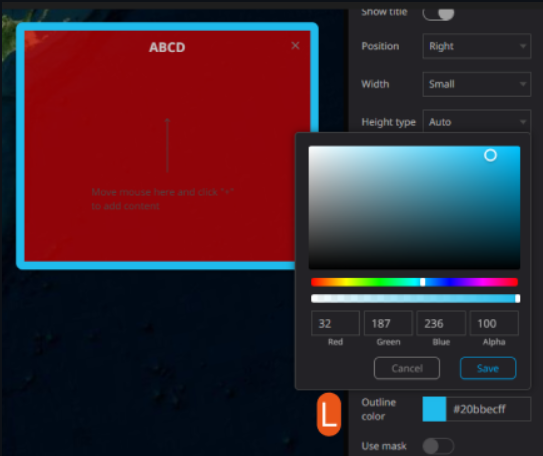 Show title
ABCD
×
Position
Right
Width
Small
Height type
Auto
Move mouse here and click "+"
to add content
32
187
236
100
Red
Green
Blue
Alpha
Cancel
Save
L
Outline
color
#20bbecff
Use mask